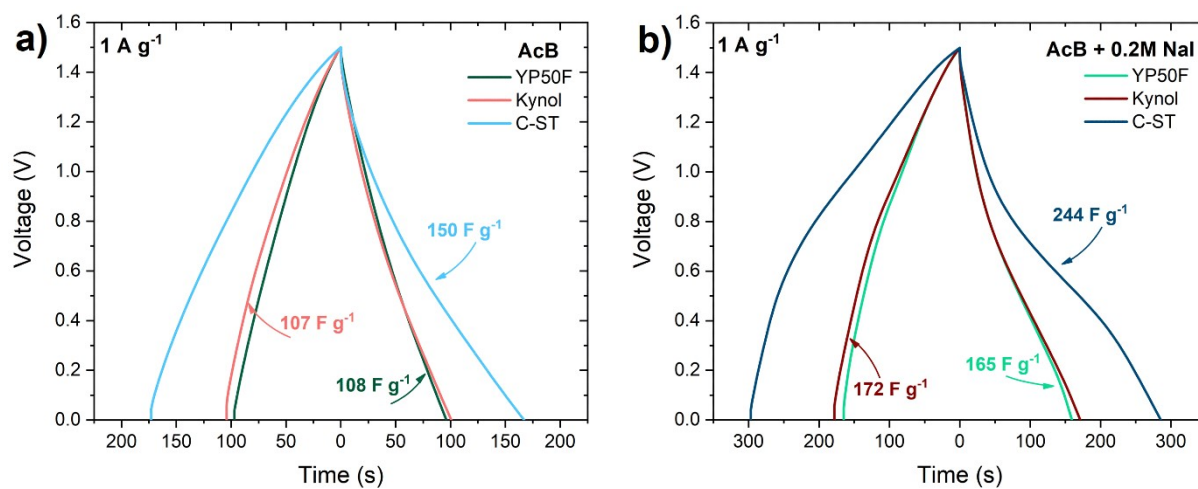 a)
1 A g-1
AcB
YP50F
Kynol
C-ST
150 F g-1
107 F g-1
108 F g-1
Voltage (V)
1.6
1.4
1.2
1.0
0.8
0.6
0.4
0.2
0.0
200 150 100 50 0 50 100 150 200
Time (s)
b)
1 A g-1
AcB + 0.2M NaI
YP50F
Kynol
C-ST
244 F g-1
165 F g-1
172 F g-1
Voltage (V)
1.6
1.4
1.2
1.0
0.8
0.6
0.4
0.2
0.0
300 200 100 0 100 200 300
Time (s)